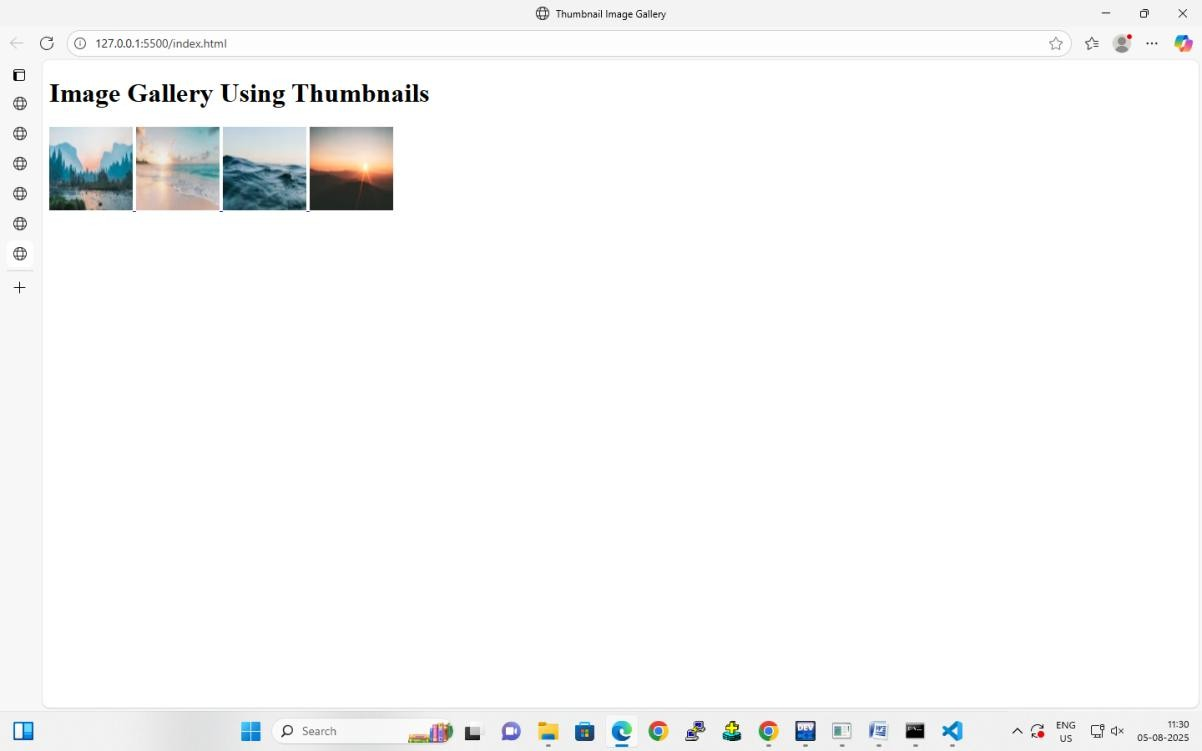 Thumbnail Image Gallery
127.0.0.1:5500/index.html
Image Gallery Using Thumbnails
Search
DEV
ENG
US
11:30
05-08-2025